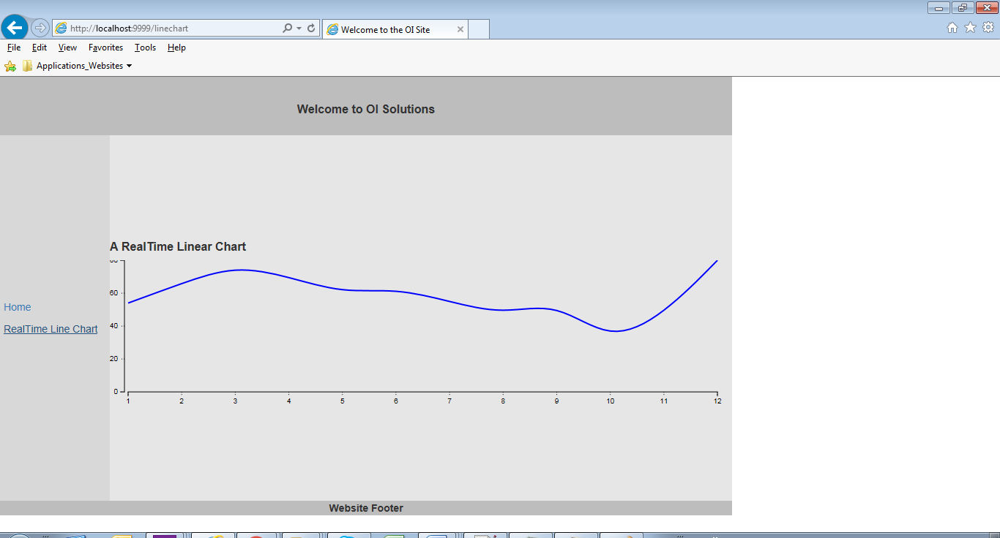 http://localhost:9999/linechart
Welcome to the OI Site
File Edit View Favorites Tools Help
Applications_Websites
Welcome to OI Solutions
A RealTime Linear Chart
60
40
20
0
1 2 3 4 5 6 7 8 9 10 11 12
Home
RealTime Line Chart
Website Footer